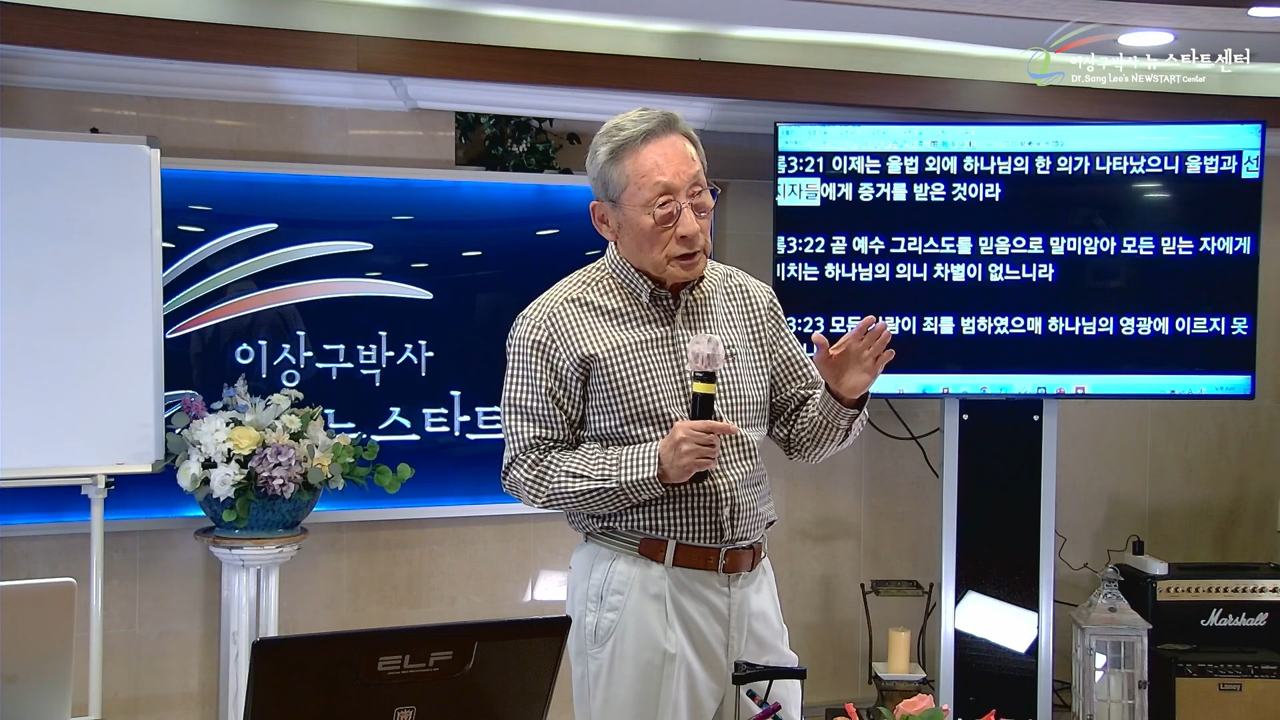 이상구박사 뉴스타트센터
Dr. Sang Lee's NEWSTART Center
롬3:21 이제는 율법 외에 하나님의 한 의가 나타났으니 율법과 선
지자들에게 증거를 받은 것이라
롬3:22 곧 예수 그리스도를 믿음으로 말미암아 모든 믿는 자에게
미치는 하나님의 의니 차별이 없느니라
3:23 모든 사람이 죄를 범하였으매 하나님의 영광에 이르지 못
이상구박사
뉴스타트
ELF
Marshall
Laney